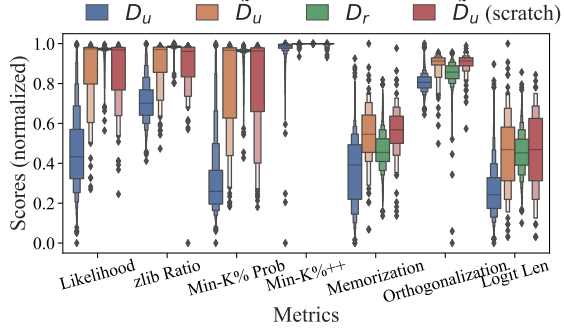 D_u D̃_u D_r D̃_u (scratch)
Scores (normalized)
1.0
0.8
0.6
0.4
0.2
0.0
Likelihood
zlib Ratio
Min-K% Prob
Min-K%++
Memorization
Orthogonalization
Logit Len
Metrics